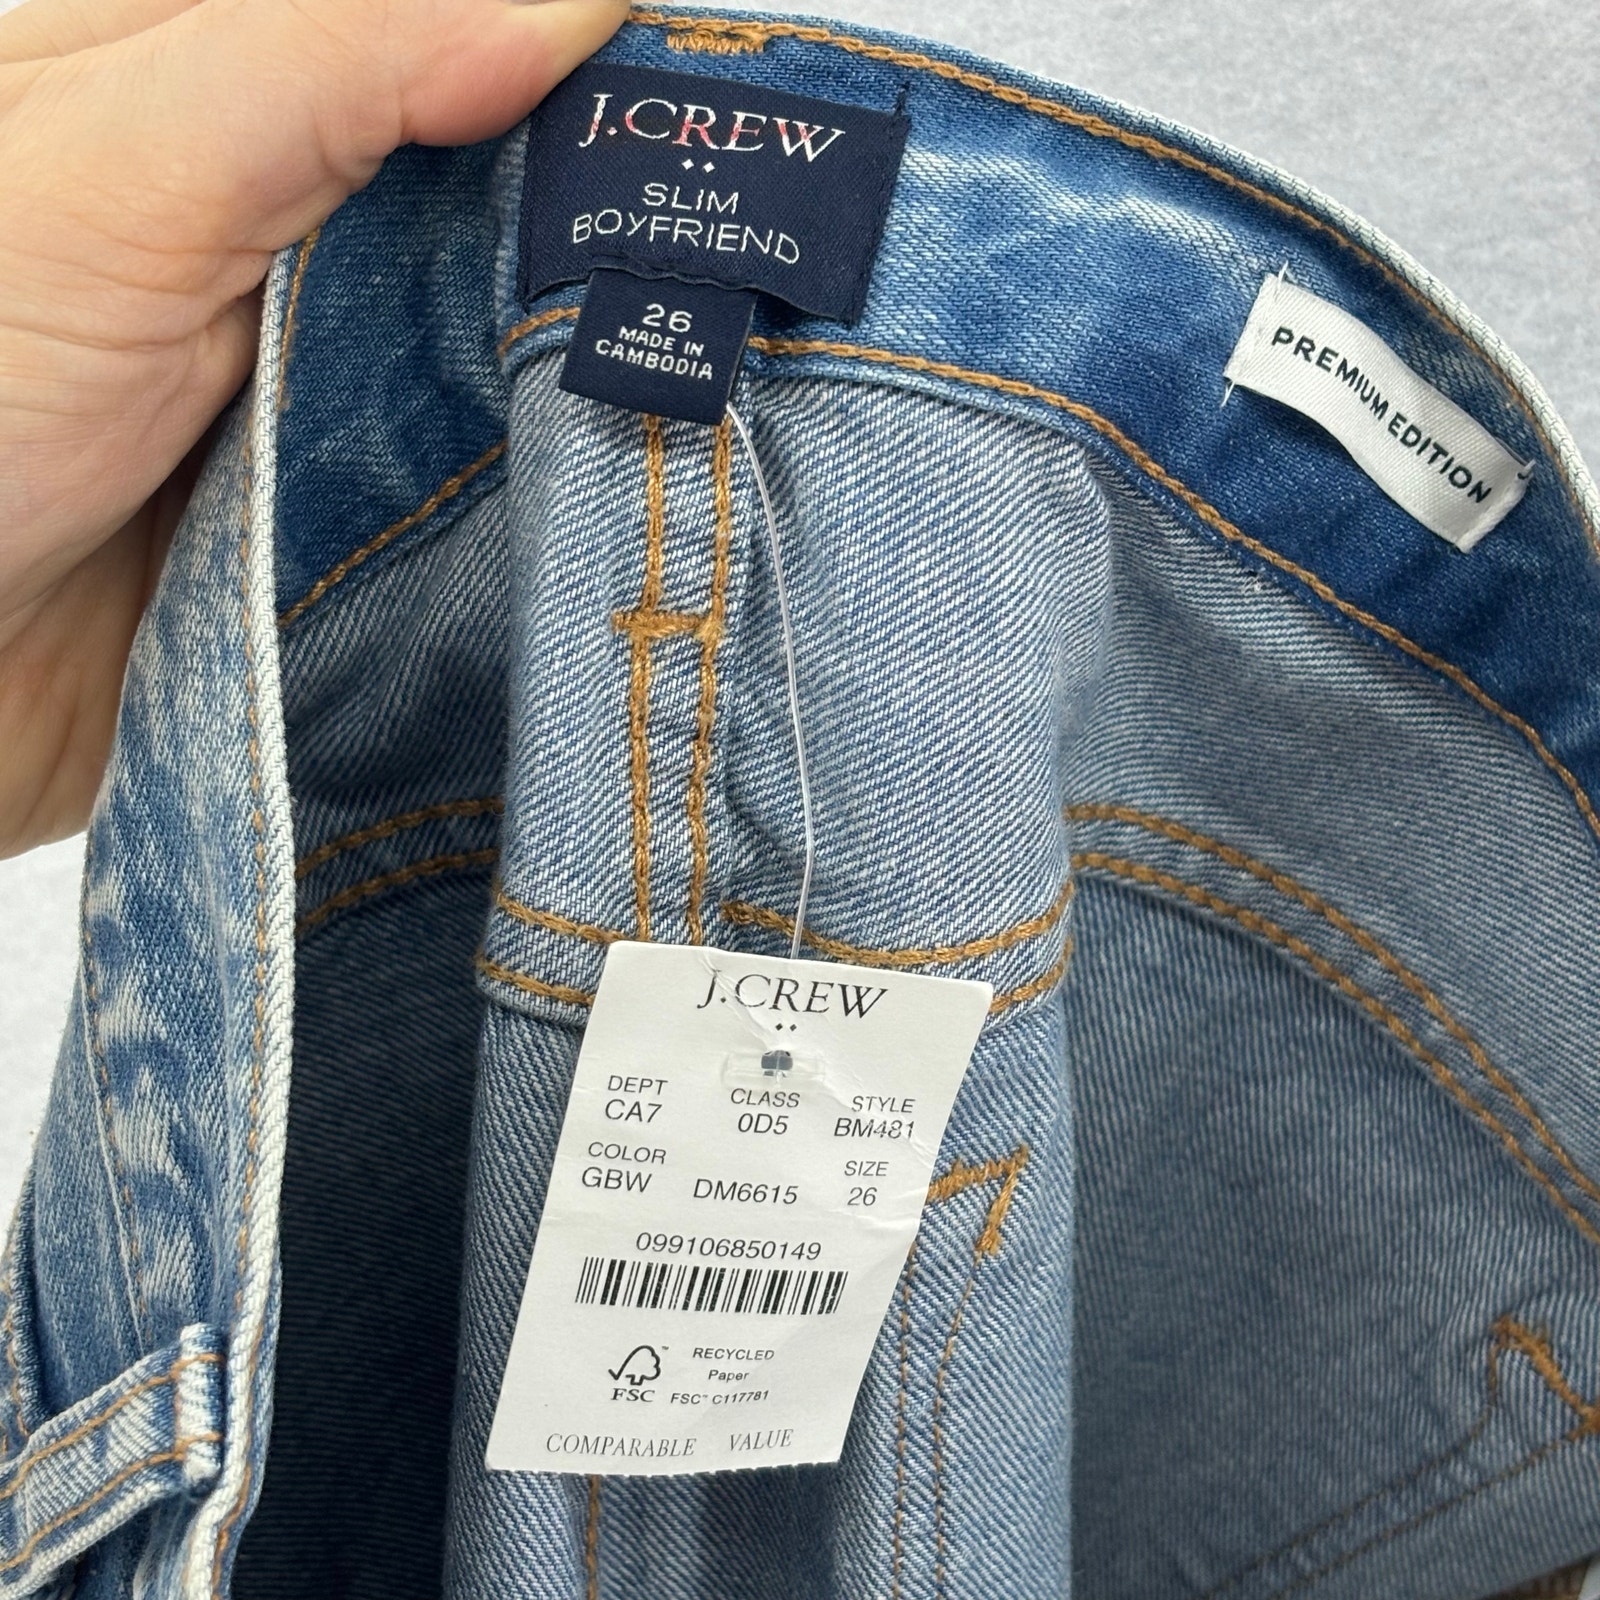 J.CREW
SLIM
BOYFRIEND
26
MADE IN
CAMBODIA
PREMIUM EDITION
J.CREW
DEPT CLASS STYLE
CA7 0D5 BM481
COLOR SIZE
GBW DM6615 26
099106850149
RECYCLED
Paper
FSC™ C117781
FSC
COMPARABLE VALUE